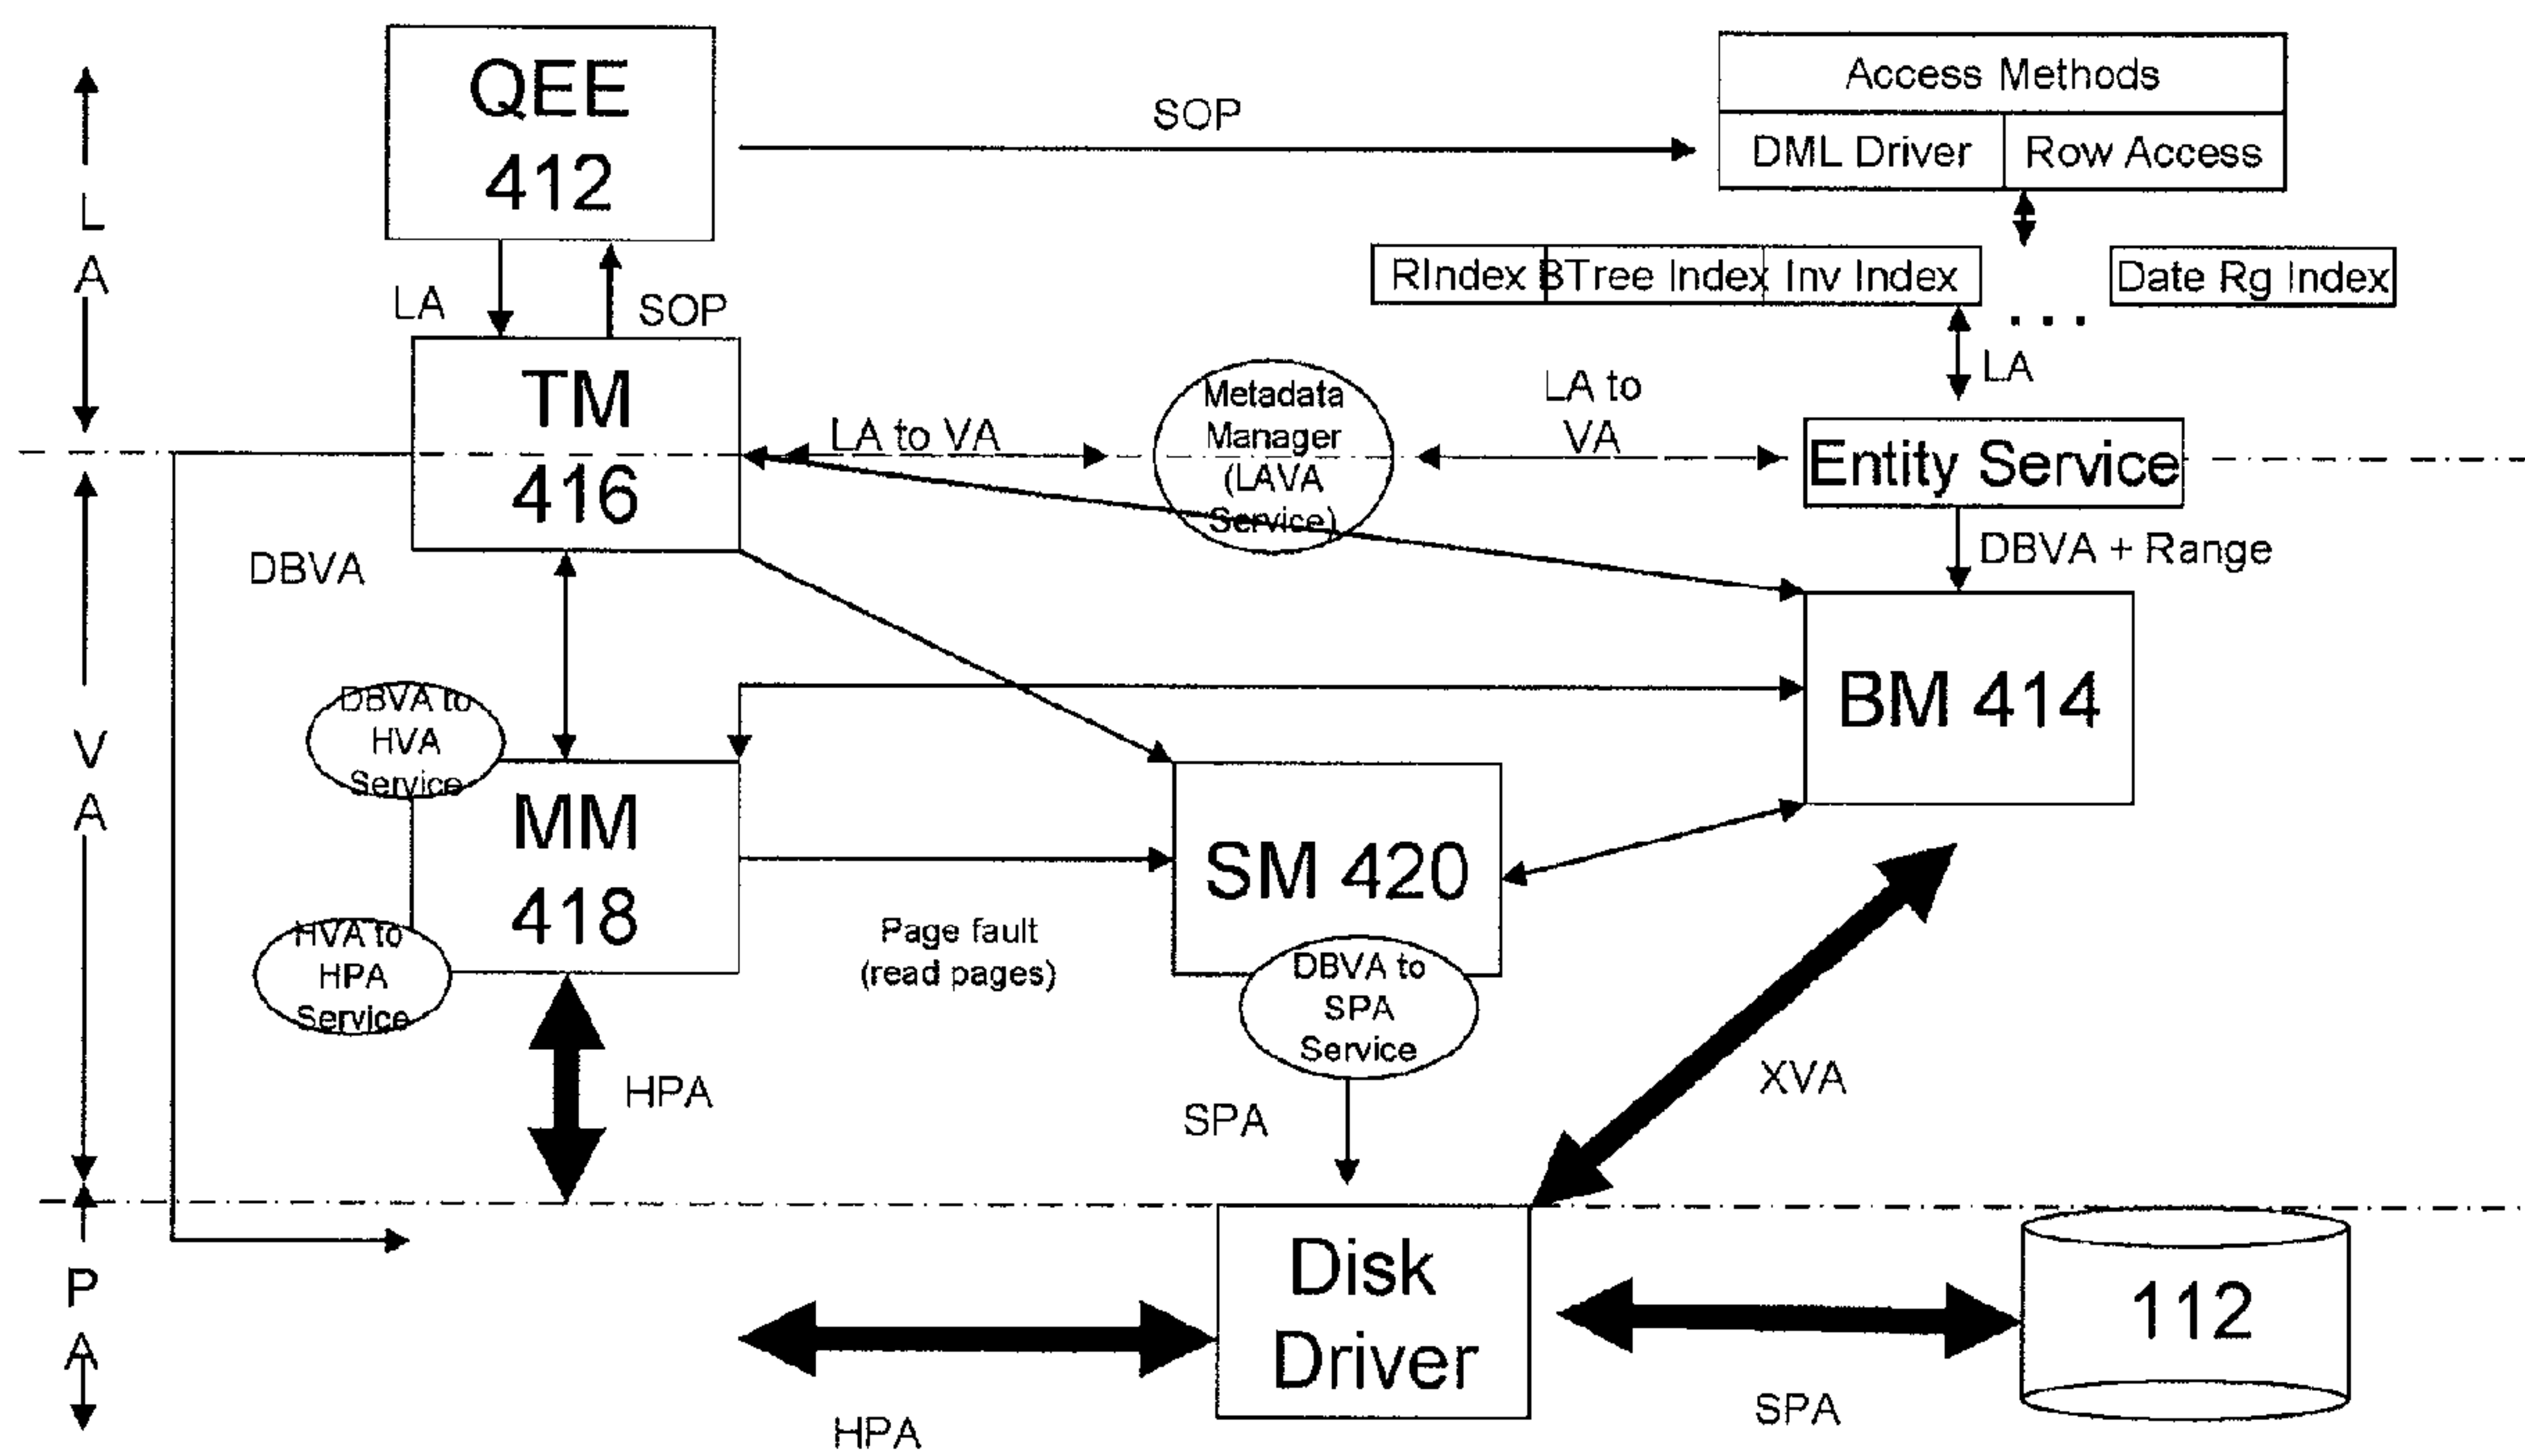 QEE
412
SOP
Access Methods
DML Driver
Row Access
L
A
LA
SOP
RIndex
BTree Index
Inv Index
Date Rg Index
...
LA
TM
416
LA to VA
Metadata
Manager
(LAVA
Service)
LA to
VA
Entity Service
DBVA
DBVA + Range
V
A
DBVA to
HVA
Service
BM 414
MM
418
SM 420
HVA to
HPA
Service
Page fault
(read pages)
DBVA to
SPA
Service
HPA
SPA
XVA
P
A
Disk
Driver
112
HPA
SPA